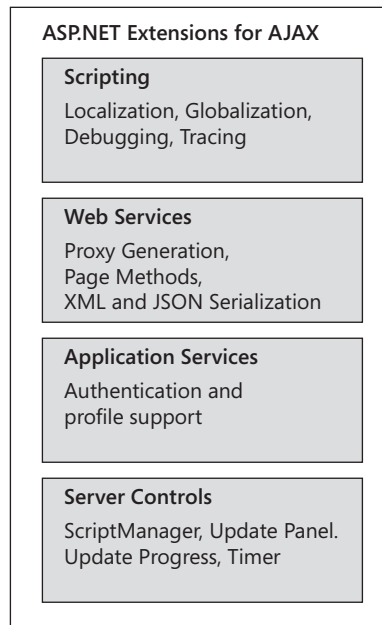 ASP.NET Extensions for AJAX
Scripting
Localization, Globalization,
Debugging, Tracing
Web Services
Proxy Generation,
Page Methods,
XML and JSON Serialization
Application Services
Authentication and
profile support
Server Controls
ScriptManager, Update Panel.
Update Progress, Timer